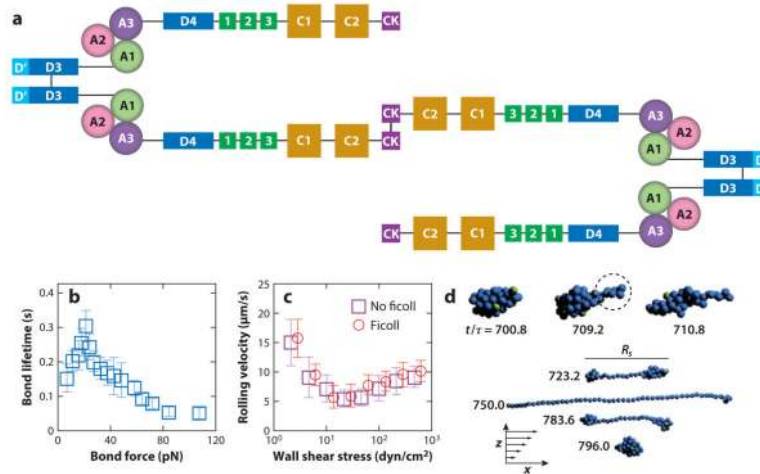 a
A3 D4 1 2 3 C1 C2 CK
A2
A1
D' D3
D' D3
A1
A2
A3 D4 1 2 3 C1 C2 CK
CK C2 C1 3 2 1 D4 A3
A2
A1
D3
D3
A1
A2
CK C2 C1 3 2 1 D4 A3
b
Bond lifetime (s)
0.4
0.3
0.2
0.1
0
0 40 80 120
Bond force (pN)
c
Rolling velocity (µm/s)
25
20
15
10
5
0
No ficoll
Ficoll
10⁰ 10¹ 10² 10³
Wall shear stress (dyn/cm²)
d
t/τ = 700.8 709.2 710.8
Rₛ
723.2
750.0
783.6
796.0
z
x